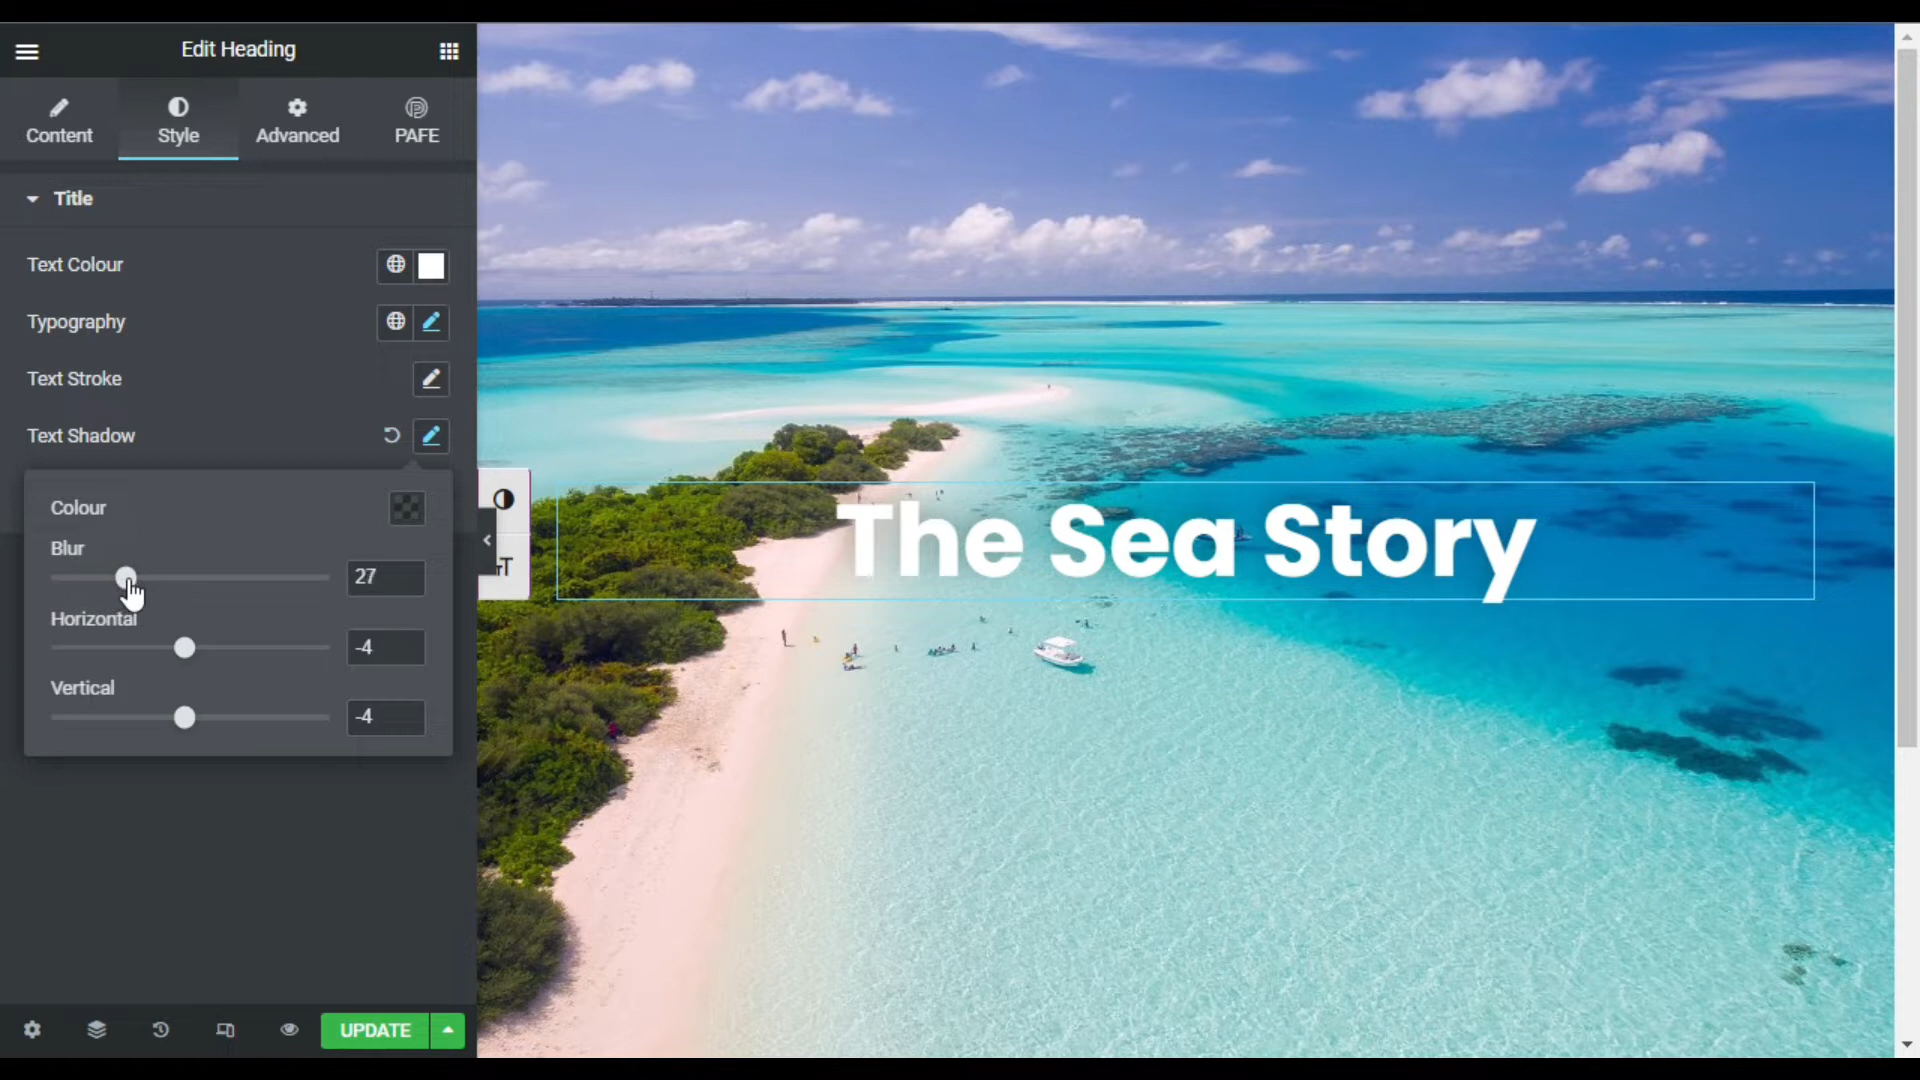 Edit Heading
Content Style Advanced PAFE
Title
Text Colour
Typography
Text Stroke
Text Shadow
Colour
Blur
27
Horizontal
-4
Vertical
-4
UPDATE
The Sea Story